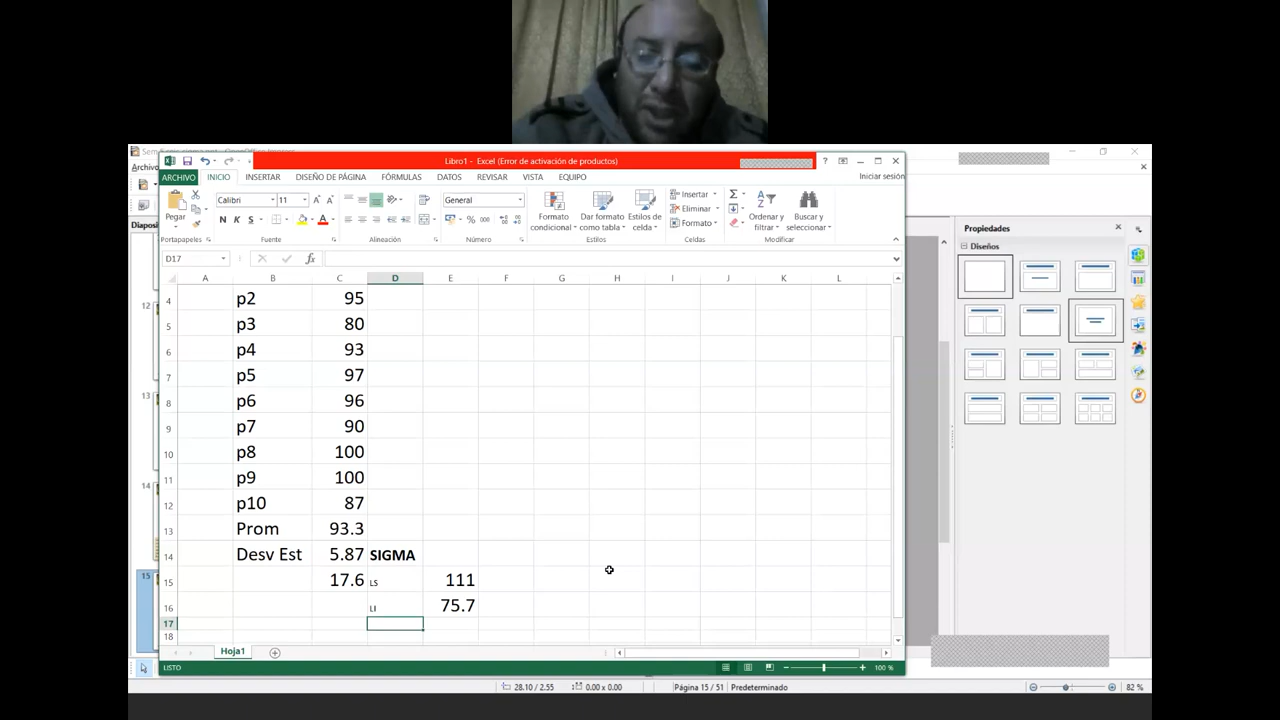 Libro1 - Excel (Error de activación de productos)
?
Archivo
ARCHIVO INICIO INSERTAR DISEÑO DE PÁGINA FÓRMULAS DATOS REVISAR VISTA EQUIPO Iniciar sesión
Calibri 11 General
Pegar
N K S
Formato condicional
Dar formato como tabla
Estilos de celda
Insertar
Eliminar
Formato
Ordenar y filtrar
Buscar y seleccionar
Portapapeles Fuente Alineación Número Estilos Celdas Modificar
Propiedades
Diseños
D17 fx
A B C D E F G H I J K L
4 p2 95
5 p3 80
6 p4 93
7 p5 97
8 p6 96
9 p7 90
10 p8 100
11 p9 100
12 p10 87
13 Prom 93.3
14 Desv Est 5.87 SIGMA
15 17.6 LS 111
16 LI 75.7
17
18
12
13
14
15
Hoja1
LISTO 100 %
28.10 / 2.55 0.00 x 0.00 Página 15 / 51 Predeterminado 82 %